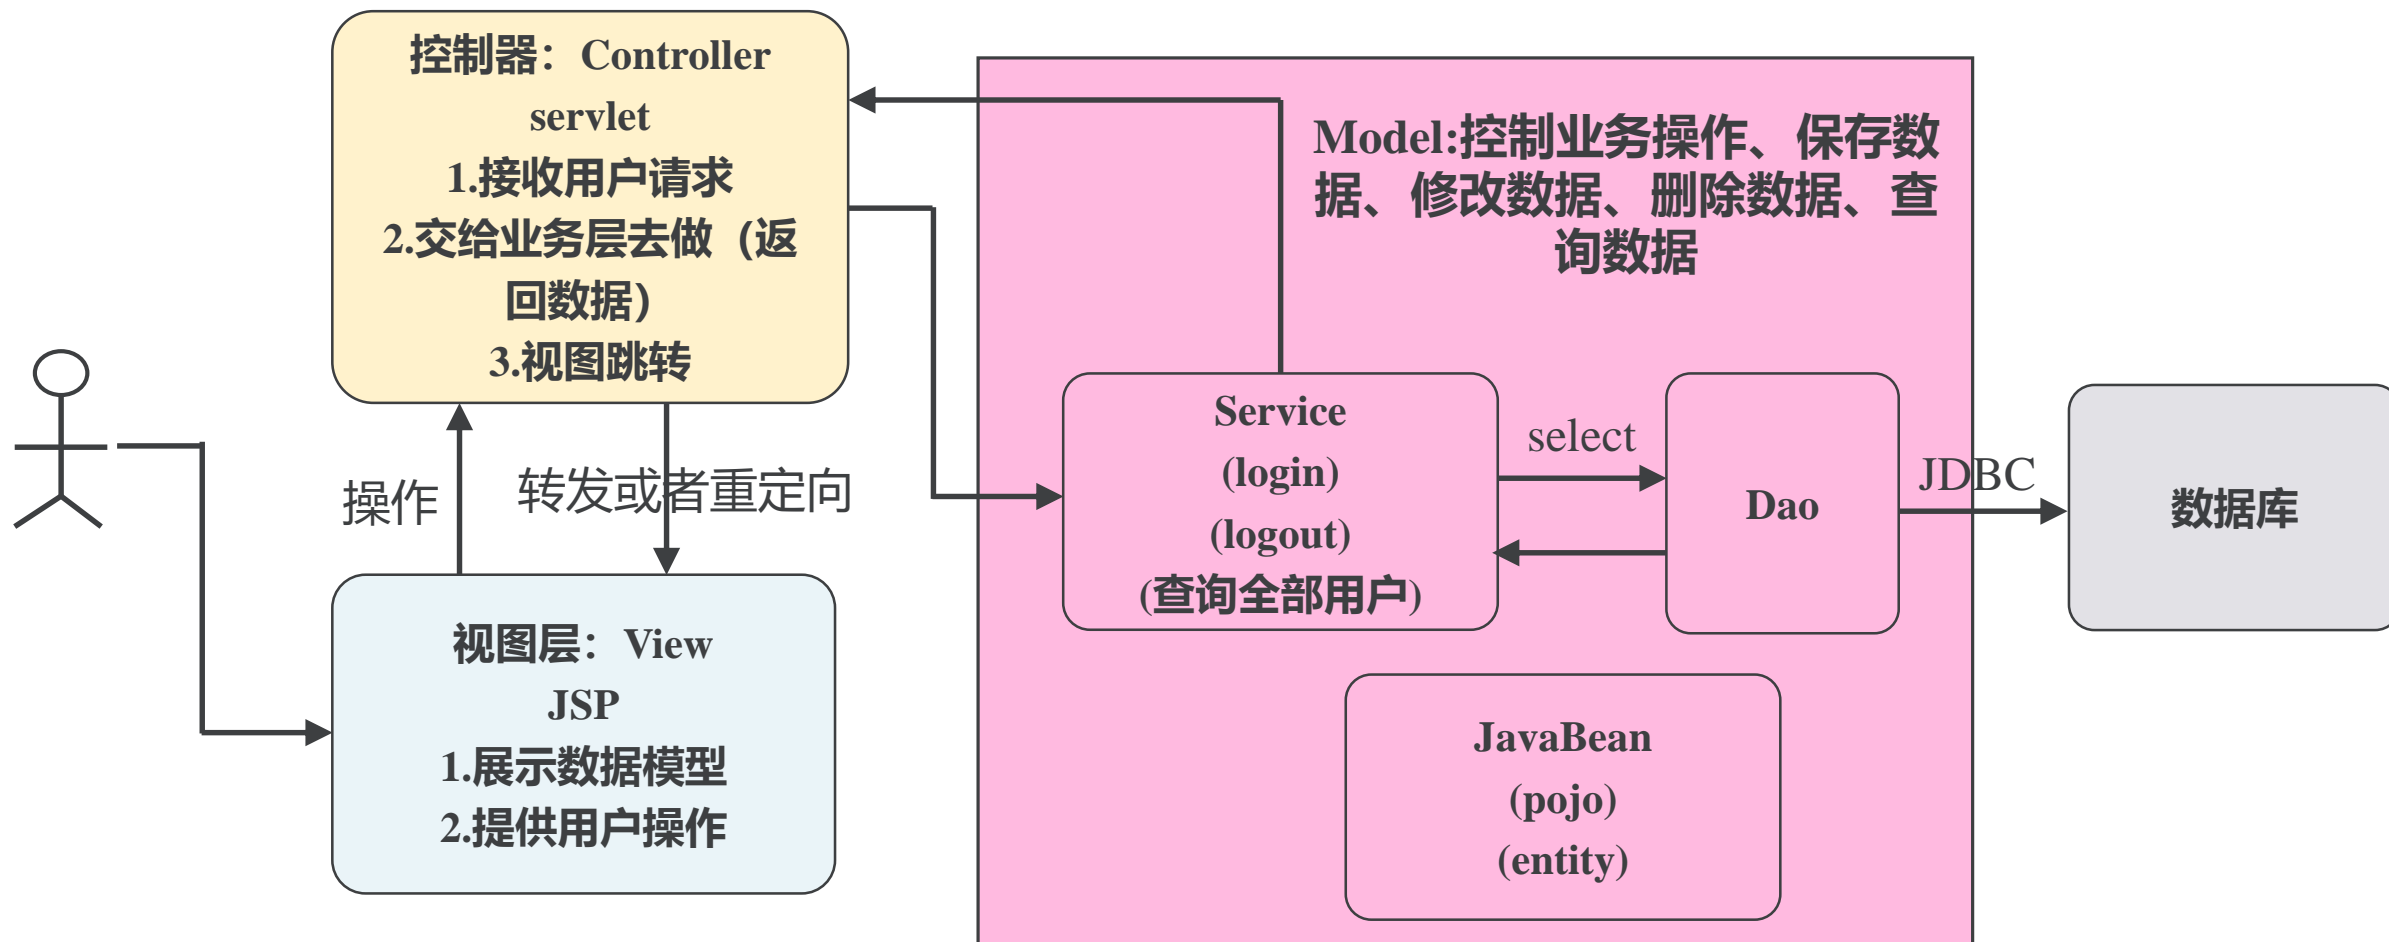 控制器：Controller
servlet
1.接收用户请求
2.交给业务层去做（返
回数据）
3.视图跳转
操作
转发或者重定向
视图层：View
JSP
1.展示数据模型
2.提供用户操作
Model:控制业务操作、保存数
据、修改数据、删除数据、查
询数据
Service
(login)
(logout)
(查询全部用户)
select
Dao
JDBC
数据库
JavaBean
(pojo)
(entity)